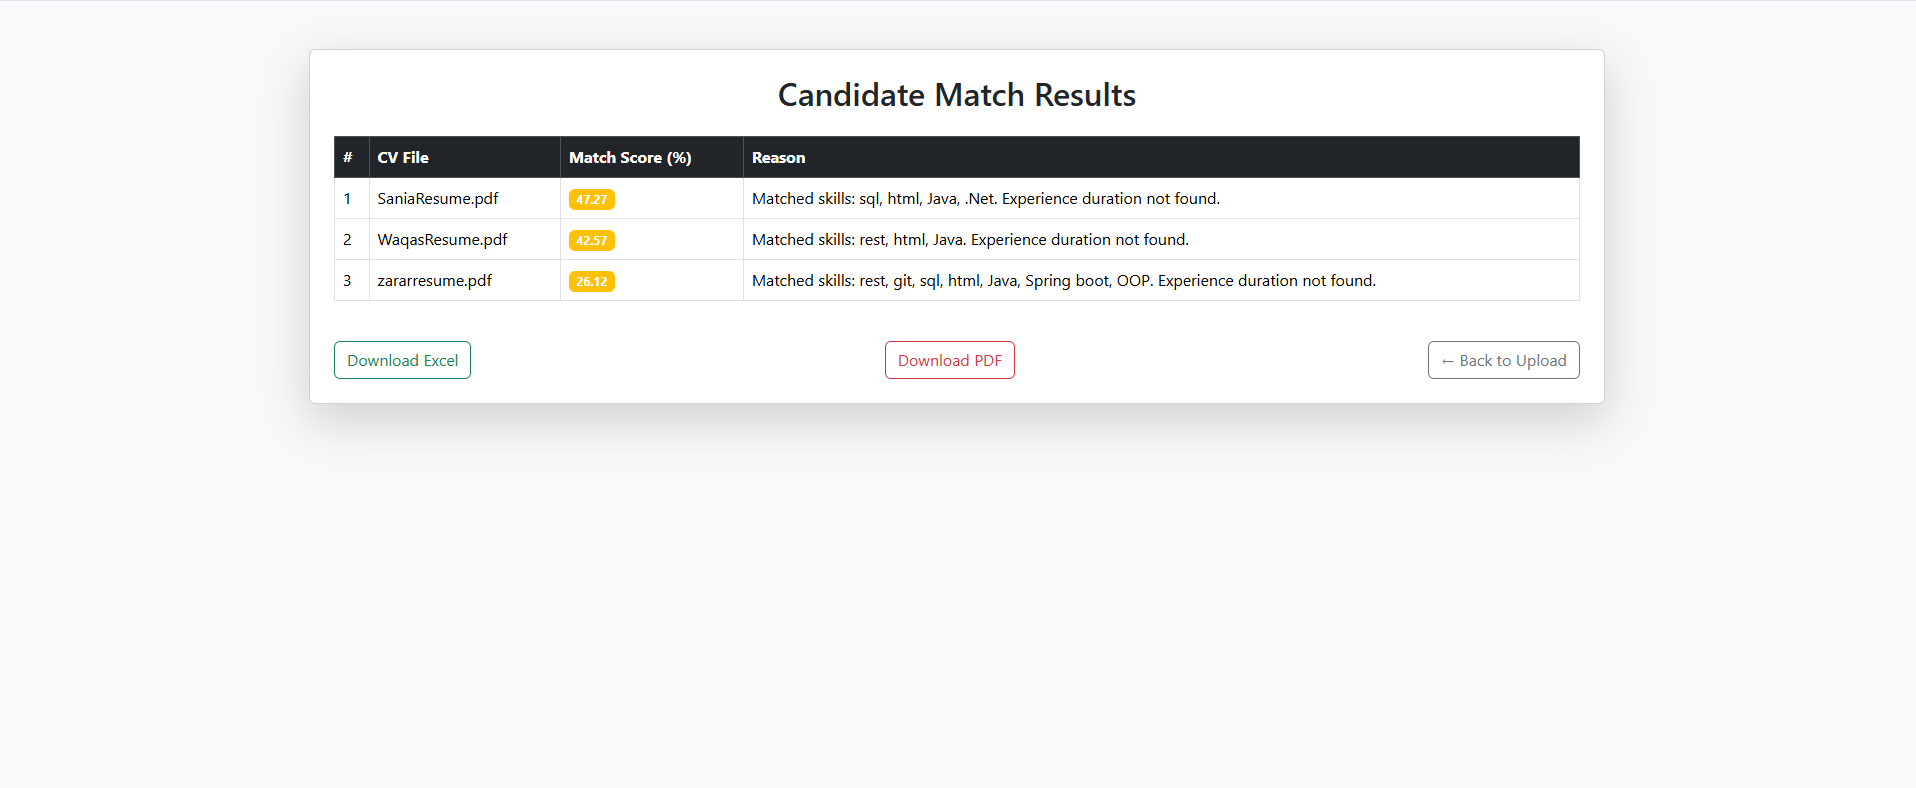 Candidate Match Results
# CV File Match Score (%) Reason
1 SaniaResume.pdf 47.27 Matched skills: sql, html, Java, .Net. Experience duration not found.
2 WaqasResume.pdf 42.57 Matched skills: rest, html, Java. Experience duration not found.
3 zararresume.pdf 26.12 Matched skills: rest, git, sql, html, Java, Spring boot, OOP. Experience duration not found.
Download Excel Download PDF ← Back to Upload